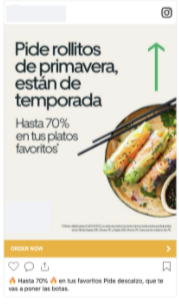 Pide rollitos
de primavera,
están de
temporada
Hasta 70%
en tus platos
favoritos*
ORDER NOW
🔥 Hasta 70% 🔥 en tus favoritos Pide descalzo, que te
vas a poner las botas.